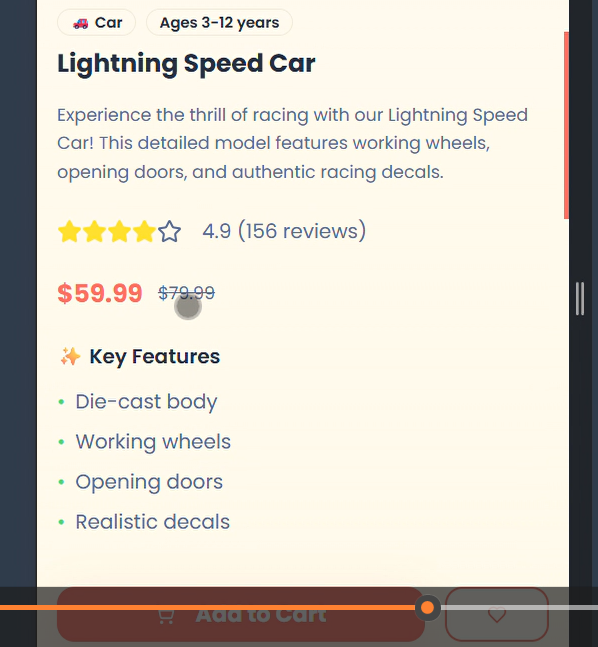 Car
Ages 3-12 years
Lightning Speed Car
Experience the thrill of racing with our Lightning Speed
Car! This detailed model features working wheels,
opening doors, and authentic racing decals.
4.9 (156 reviews)
$59.99 $79.99
Key Features
• Die-cast body
• Working wheels
• Opening doors
• Realistic decals
Add to Cart